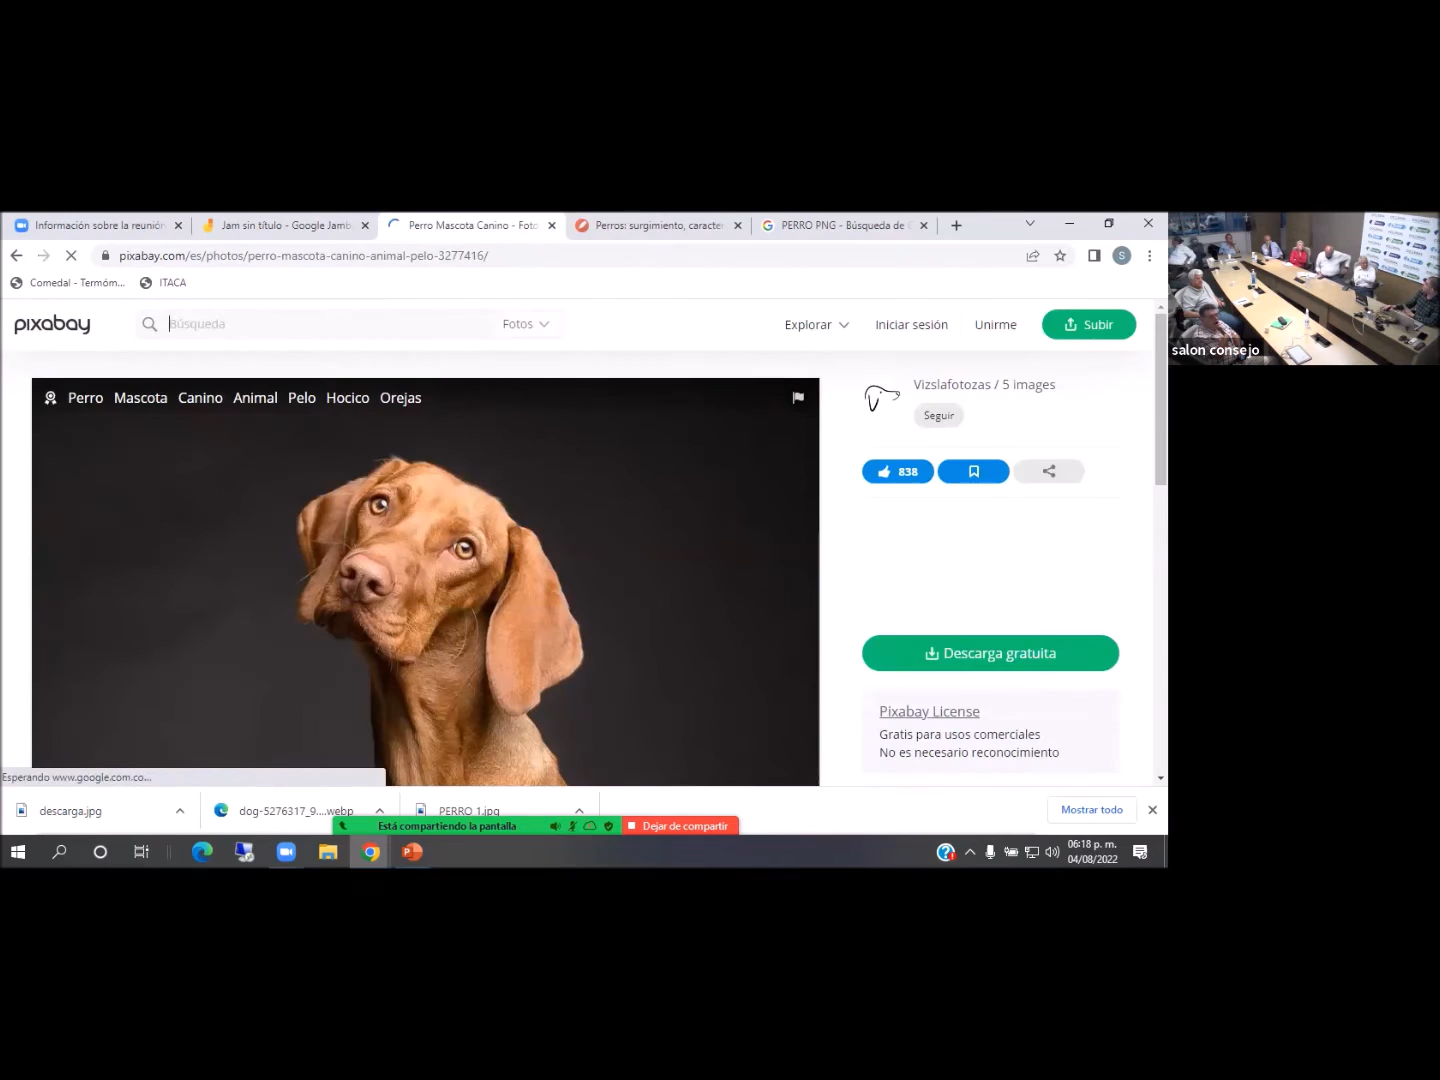 Información sobre la reunión
Jam sin título - Google Jamb
Perro Mascota Canino - Foto
Perros: surgimiento, caracte
PERRO PNG - Búsqueda de G
pixabay.com/es/photos/perro-mascota-canino-animal-pelo-3277416/
S
Comedal - Termóm...
ITACA
pixabay
Búsqueda
Fotos
Explorar
Iniciar sesión
Unirme
Subir
Perro Mascota Canino Animal Pelo Hocico Orejas
Vizslafotozas / 5 images
Seguir
838
Descarga gratuita
Pixabay License
Gratis para usos comerciales
No es necesario reconocimiento
Esperando www.google.com.co...
descarga.jpg
dog-5276317_9....webp
PERRO 1.jpg
Mostrar todo
Está compartiendo la pantalla
Dejar de compartir
06:18 p. m.
04/08/2022
salon consejo